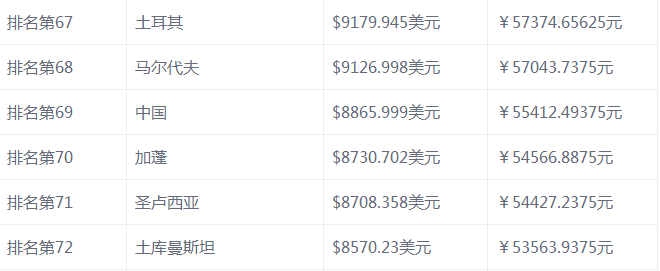 排名第67 土耳其 $9179.945美元 ￥57374.65625元
排名第68 马尔代夫 $9126.998美元 ￥57043.7375元
排名第69 中国 $8865.999美元 ￥55412.49375元
排名第70 加蓬 $8730.702美元 ￥54566.8875元
排名第71 圣卢西亚 $8708.358美元 ￥54427.2375元
排名第72 土库曼斯坦 $8570.23美元 ￥53563.9375元